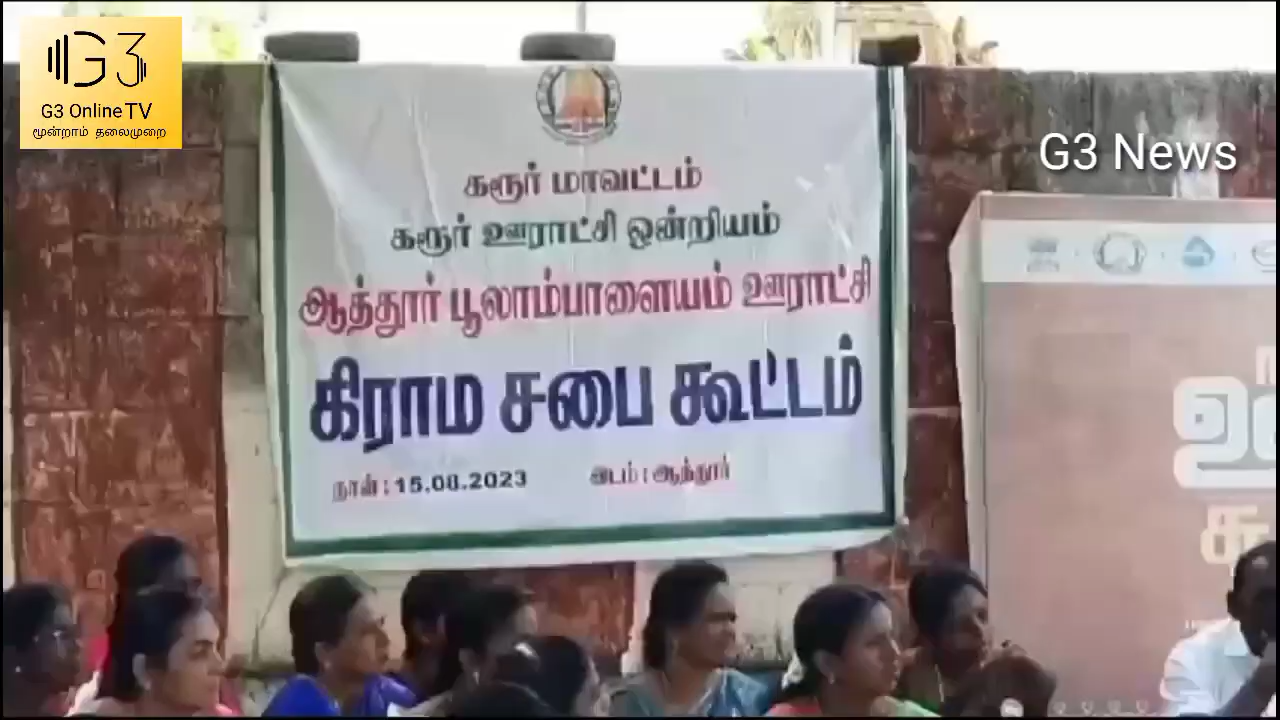 G3
G3 Online TV
மூன்றாம் தலைமுறை
G3 News
கரூர் மாவட்டம்
கரூர் ஊராட்சி ஒன்றியம்
ஆத்தூர் பூலாம்பாளையம் ஊராட்சி
கிராம சபை கூட்டம்
நாள் : 15.08.2023 இடம் : ஆத்தூர்